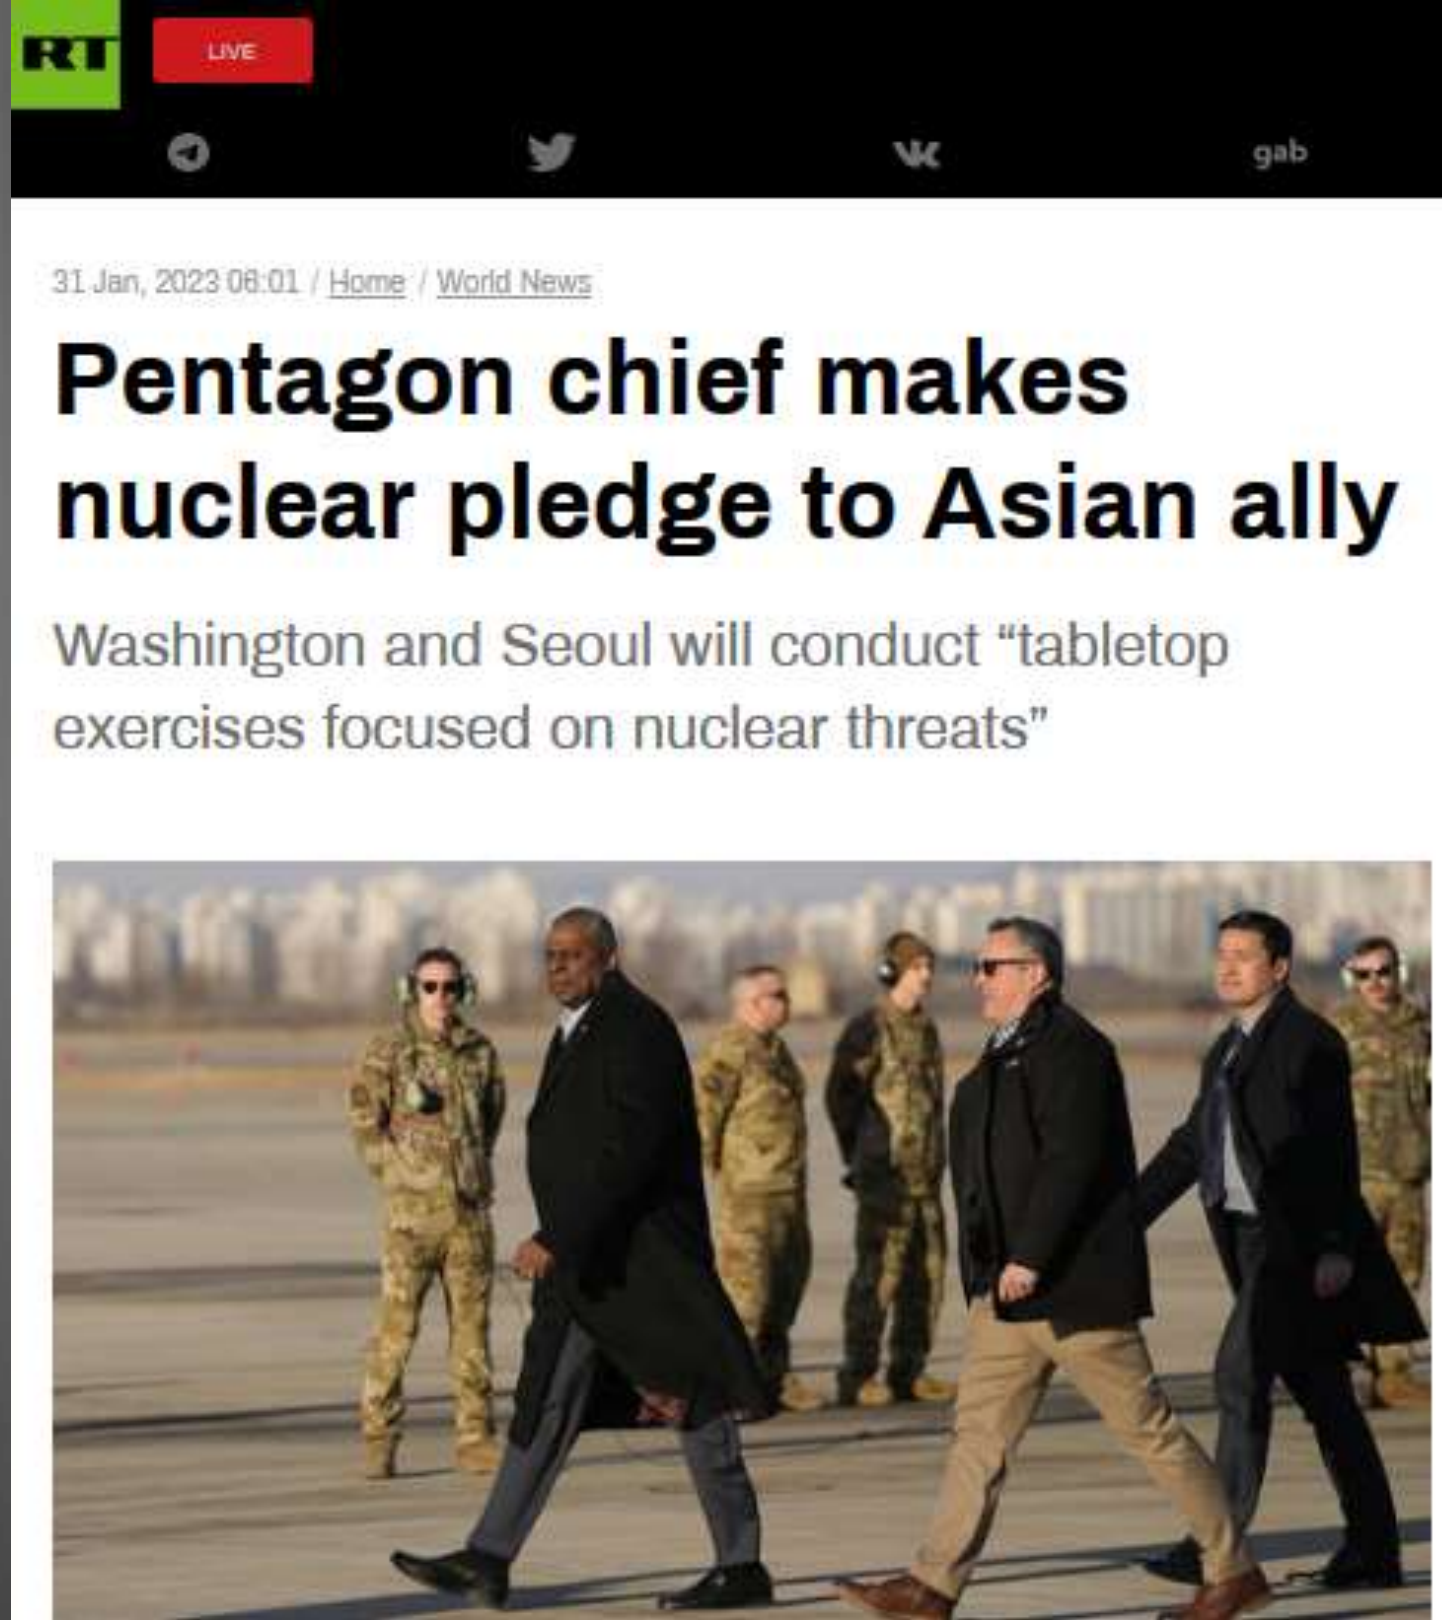 RT
LIVE
gab
31 Jan, 2023 06:01 / Home / World News
Pentagon chief makes
nuclear pledge to Asian ally
Washington and Seoul will conduct “tabletop
exercises focused on nuclear threats”